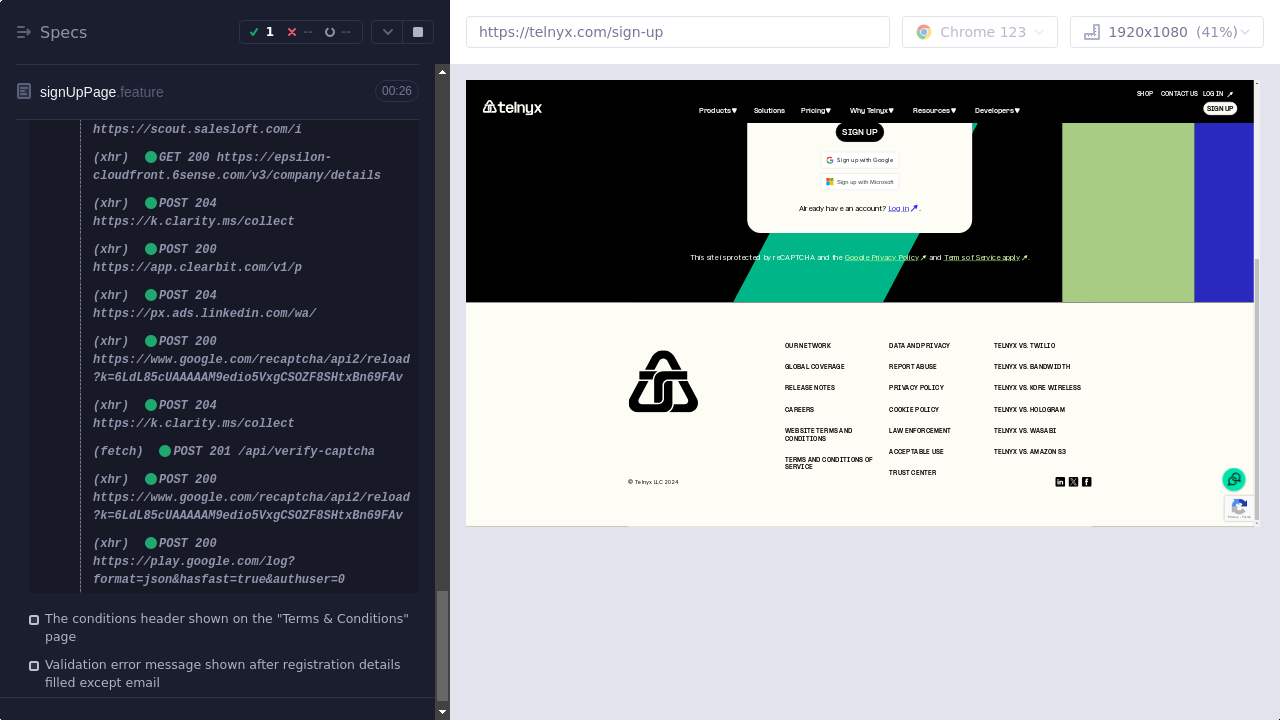 Specs
1
--
--
signUpPage.feature
00:26
https://scout.salesloft.com/i
(xhr) GET 200 https://epsilon-
cloudfront.6sense.com/v3/company/details
(xhr) POST 204
https://k.clarity.ms/collect
(xhr) POST 200
https://app.clearbit.com/v1/p
(xhr) POST 204
https://px.ads.linkedin.com/wa/
(xhr) POST 200
https://www.google.com/recaptcha/api2/reload
?k=6LdL85cUAAAAAM9edio5VxgCSOZF8SHtxBn69FAv
(xhr) POST 204
https://k.clarity.ms/collect
(fetch) POST 201 /api/verify-captcha
(xhr) POST 200
https://www.google.com/recaptcha/api2/reload
?k=6LdL85cUAAAAAM9edio5VxgCSOZF8SHtxBn69FAv
(xhr) POST 200
https://play.google.com/log?
format=json&hasfast=true&authuser=0
The conditions header shown on the "Terms & Conditions"
page
Validation error message shown after registration details
filled except email
https://telnyx.com/sign-up
Chrome 123
1920x1080 (41%)
SHOP CONTACT US LOG IN
telnyx
Products Solutions Pricing Why Telnyx Resources Developers
SIGN UP
SIGN UP
Sign up with Google
Sign up with Microsoft
Already have an account? Log in.
This site is protected by reCAPTCHA and the Google Privacy Policy and Terms of Service apply.
OUR NETWORK
GLOBAL COVERAGE
RELEASE NOTES
CAREERS
WEBSITE TERMS AND
CONDITIONS
TERMS AND CONDITIONS OF
SERVICE
DATA AND PRIVACY
REPORT ABUSE
PRIVACY POLICY
COOKIE POLICY
LAW ENFORCEMENT
ACCEPTABLE USE
TRUST CENTER
TELNYX VS. TWILIO
TELNYX VS. BANDWIDTH
TELNYX VS. KORE WIRELESS
TELNYX VS. HOLOGRAM
TELNYX VS. WASABI
TELNYX VS. AMAZON S3
© Telnyx LLC 2024